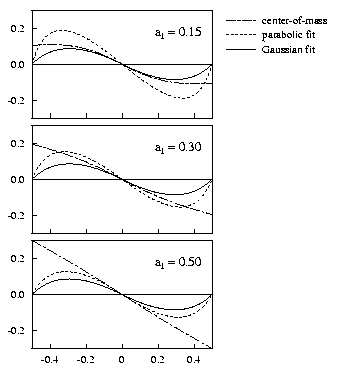 center-of-mass
parabolic fit
Gaussian fit
a₁ = 0.15
0.2
0.0
-0.2
a₁ = 0.30
0.2
0.0
-0.2
a₁ = 0.50
0.2
0.0
-0.2
-0.4 -0.2 0 0.2 0.4